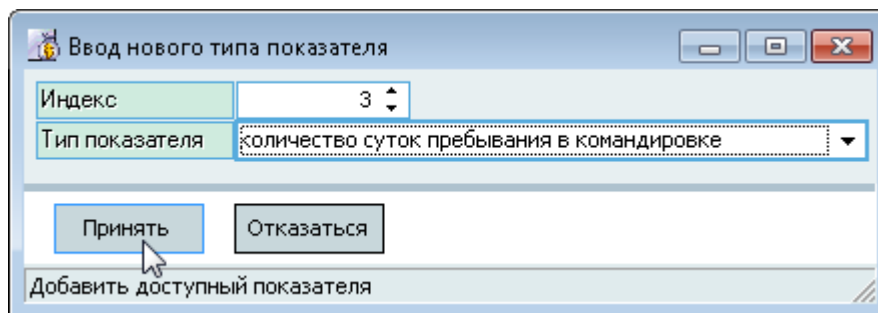 Ввод нового типа показателя
Индекс 3
Тип показателя количество суток пребывания в командировке
Принять Отказаться
Добавить доступный показателя